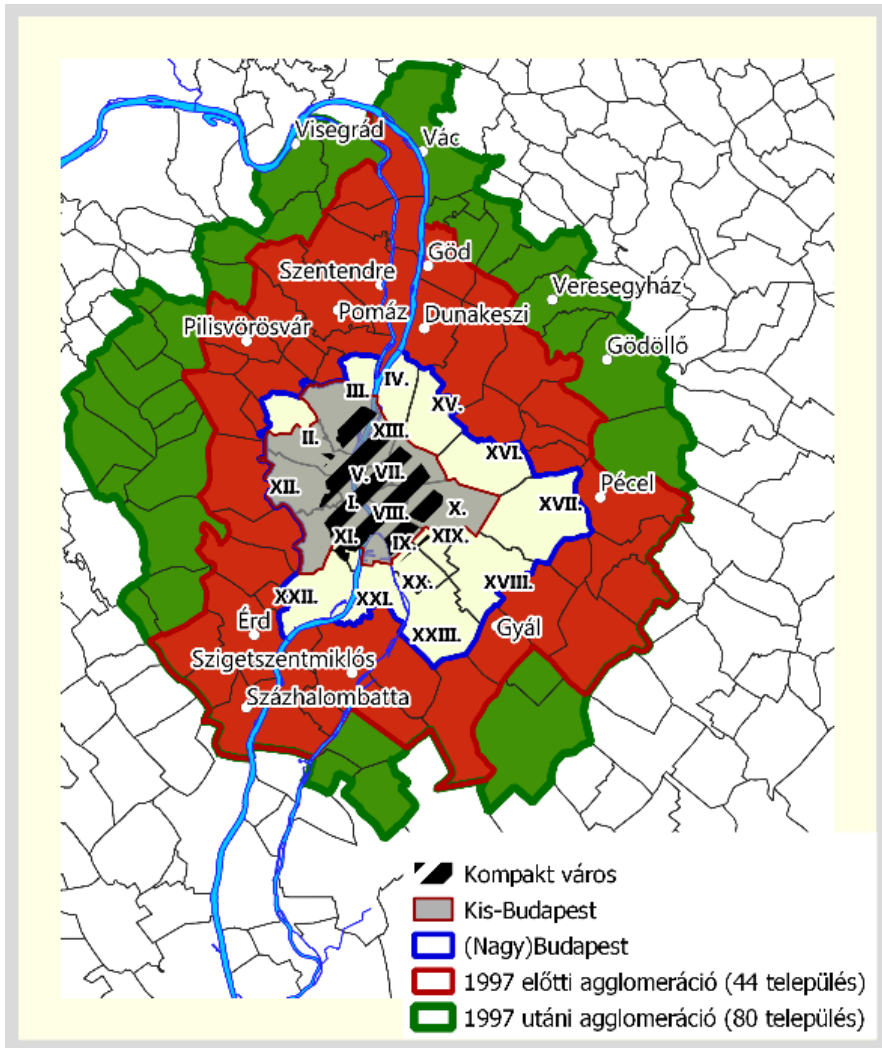 Visegrád
Vác
Göd
Szentendre
Veresegyház
Pomáz
Dunakeszi
Pilisvörösvár
Gödöllő
IV.
III.
XV.
XIII.
II.
XVI.
V.
VII.
XII.
Pécel
XVII.
I.
X.
VIII.
XI.
IX.
XIX.
XX.
XVIII.
XXII.
XXI.
Érd
Gyál
XXIII.
Szigetszentmiklós
Százhalombatta
Kompakt város
Kis-Budapest
(Nagy)Budapest
1997 előtti agglomeráció (44 település)
1997 utáni agglomeráció (80 település)